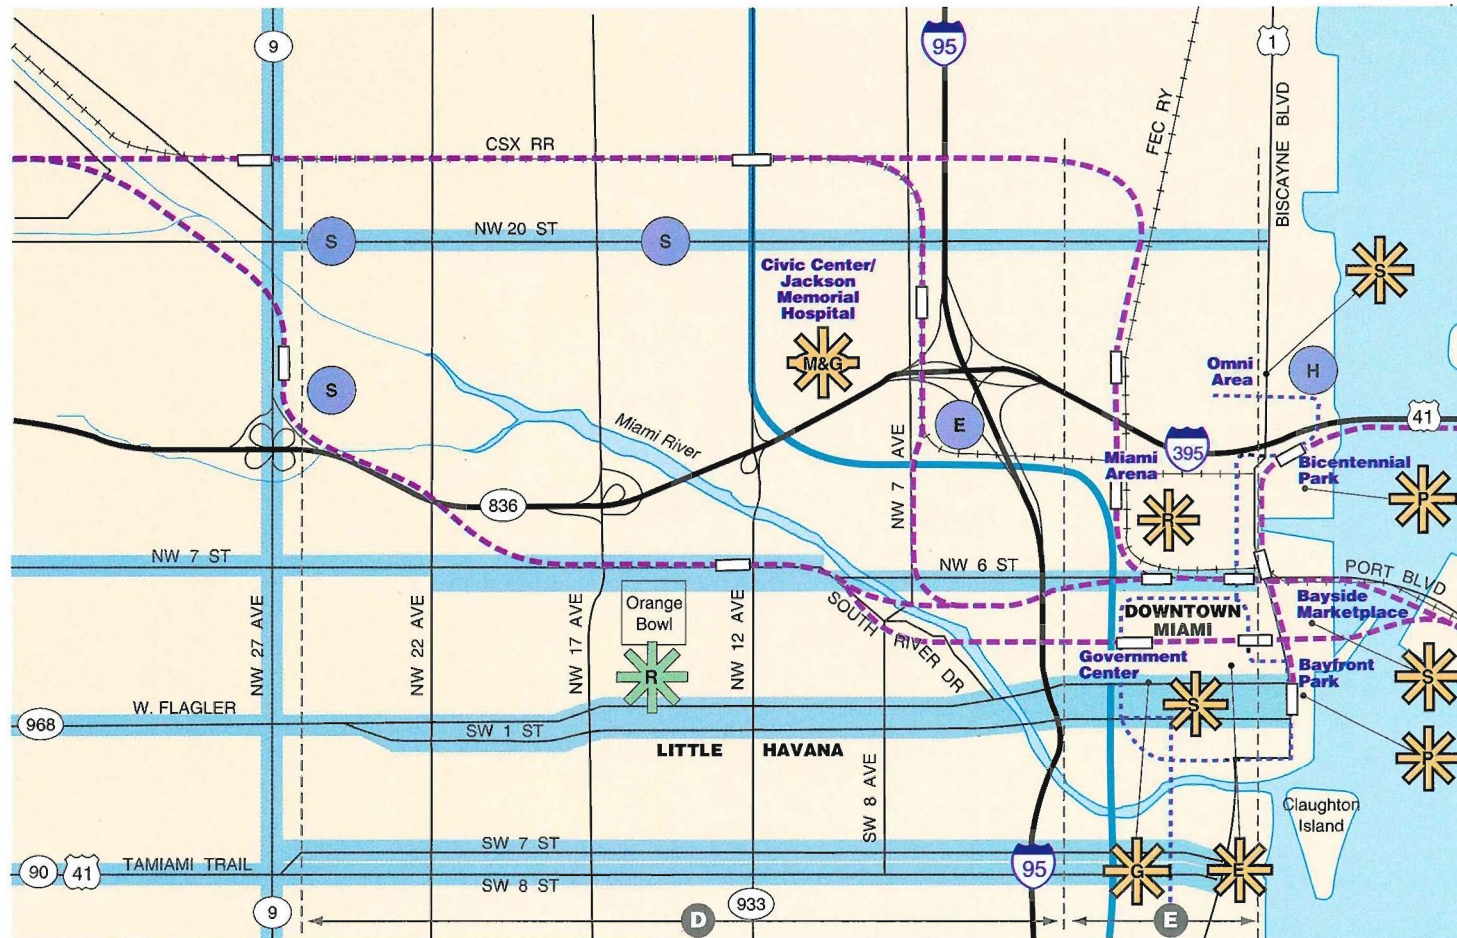 9
95
1
CSX RR
FEC RY
BISCAYNE BLVD
NW 20 ST
S
S
S
Civic Center/
Jackson
Memorial
Hospital
M&G
S
Omni
Area
H
E
41
Miami River
NW 7 AVE
Miami
Arena
395
Bicentennial
Park
P
R
836
NW 7 ST
NW 6 ST
PORT BLVD
Orange
Bowl
R
DOWNTOWN
MIAMI
Bayside
Marketplace
NW 27 AVE
NW 22 AVE
NW 17 AVE
NW 12 AVE
SOUTH RIVER DR
Government
Center
Bayfront
Park
S
S
968
W. FLAGLER
SW 1 ST
LITTLE HAVANA
SW 8 AVE
P
Claughton
Island
SW 7 ST
90
41
TAMIAMI TRAIL
SW 8 ST
95
G
E
9
D
933
E